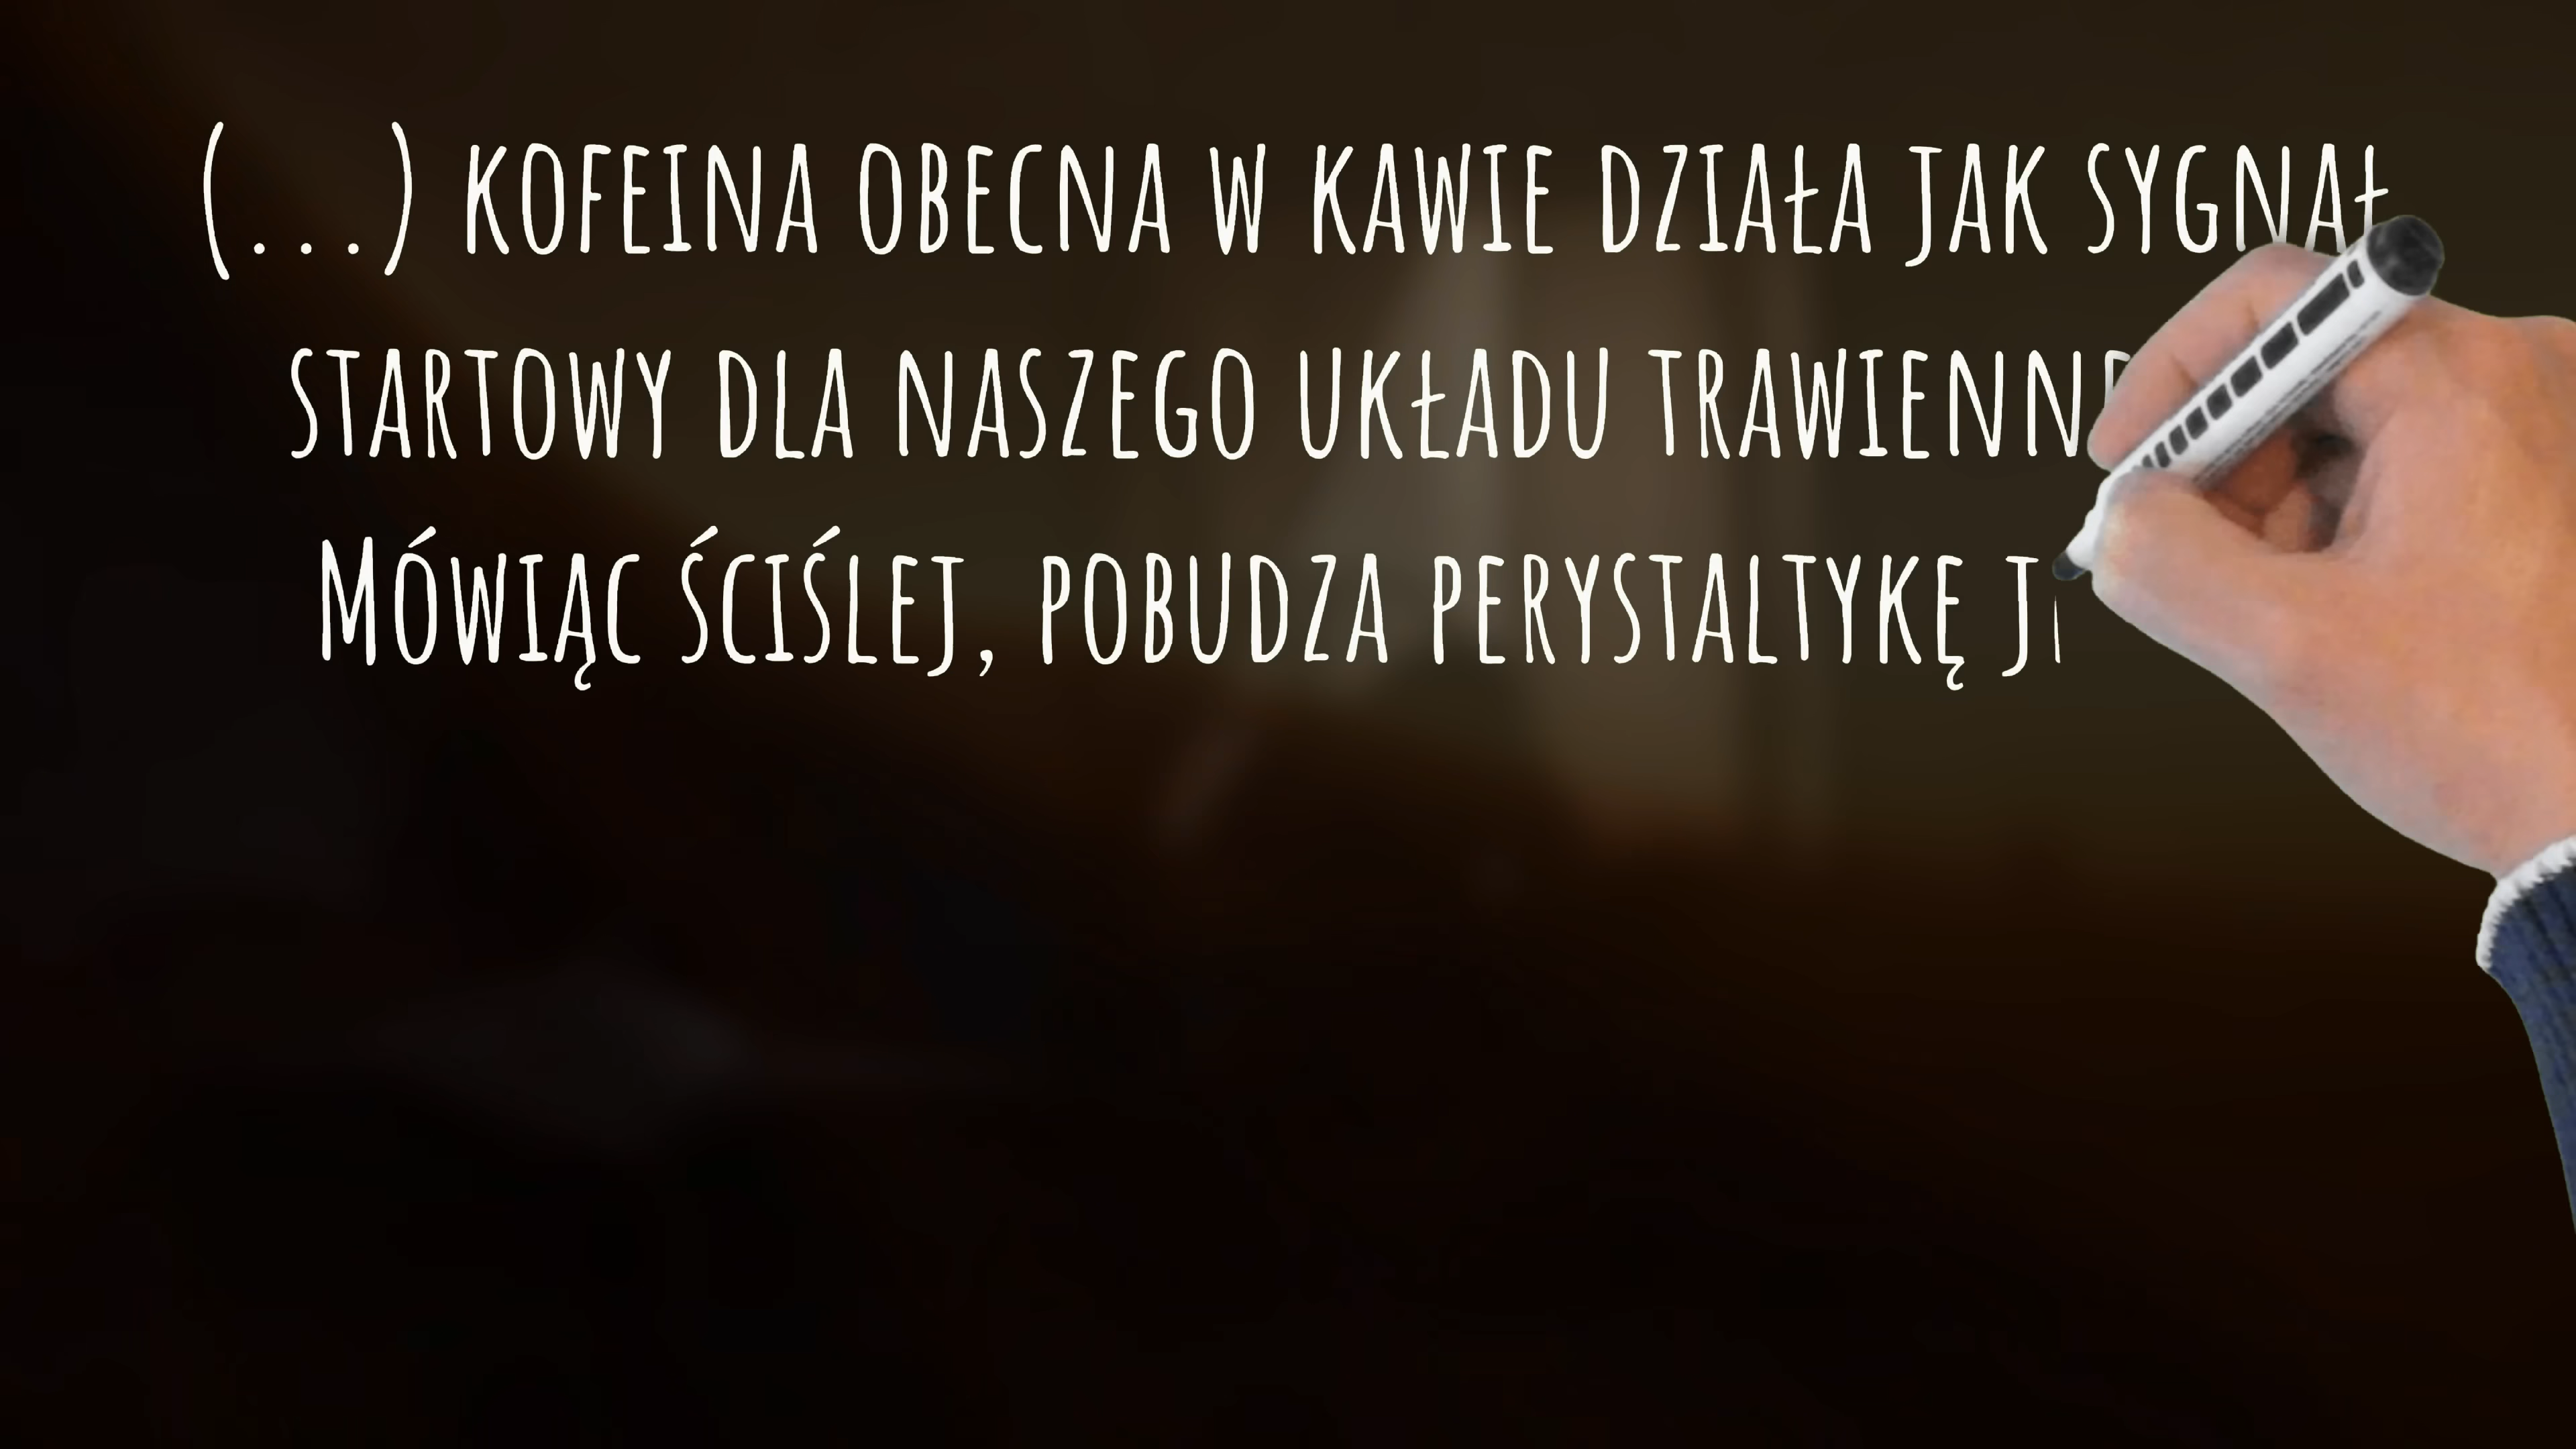 (...) KOFEINA OBECNA W KAWIE DZIAŁA JAK SYGNAŁ
STARTOWY DLA NASZEGO UKŁADU
MÓWIĄC ŚCIŚLEJ, POBUDZA PERYSTALTYKĘ